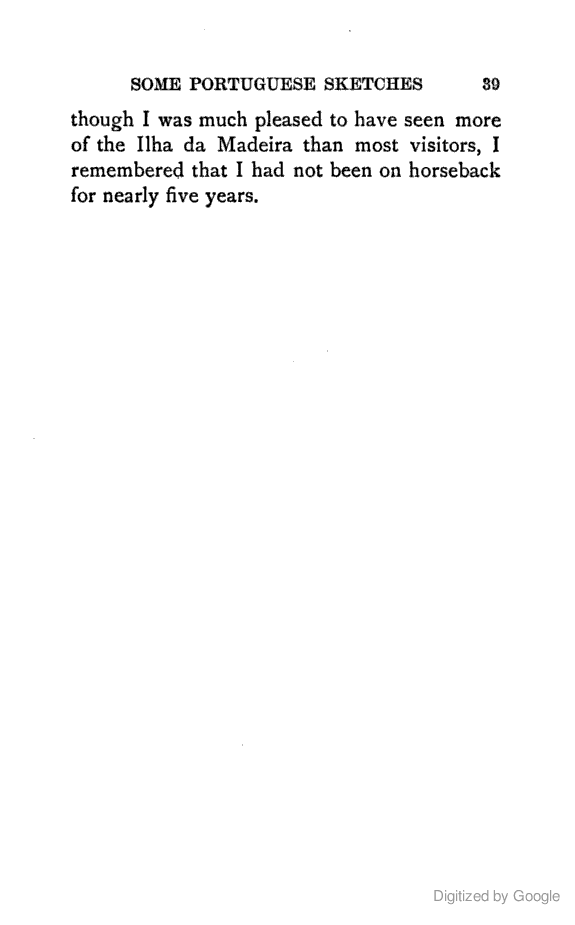 SOME PORTUGUESE SKETCHES 39
though I was much pleased to have seen more
of the Ilha da Madeira than most visitors, I
remembered that I had not been on horseback
for nearly five years.
Digitized by Google